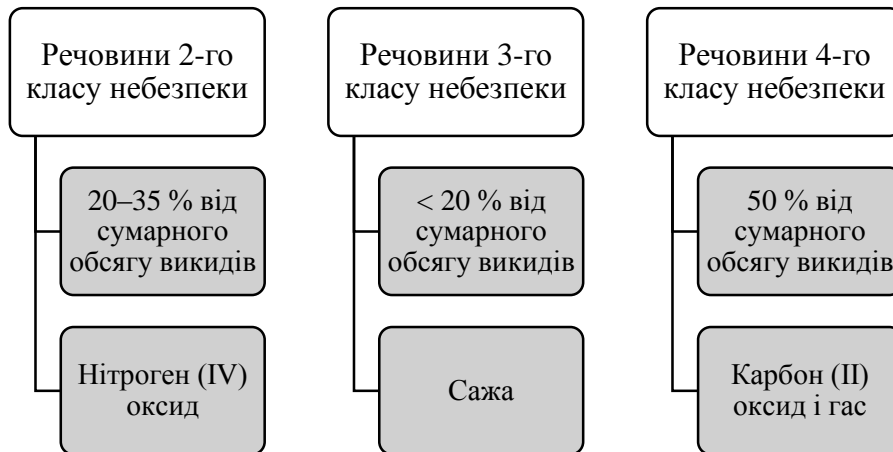 Речовини 2-го
класу небезпеки
20–35 % від
сумарного
обсягу викидів
Нітроген (IV)
оксид
Речовини 3-го
класу небезпеки
< 20 % від
сумарного
обсягу викидів
Сажа
Речовини 4-го
класу небезпеки
50 % від
сумарного
обсягу викидів
Карбон (II)
оксид і гас